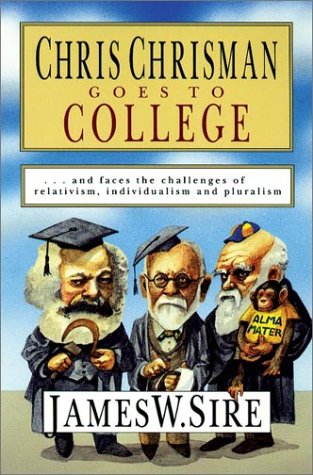 CHRIS CHRISMAN
GOES TO
COLLEGE
. . . and faces the challenges of
relativism, individualism and pluralism
ALMA
MATER
JAMES W. SIRE